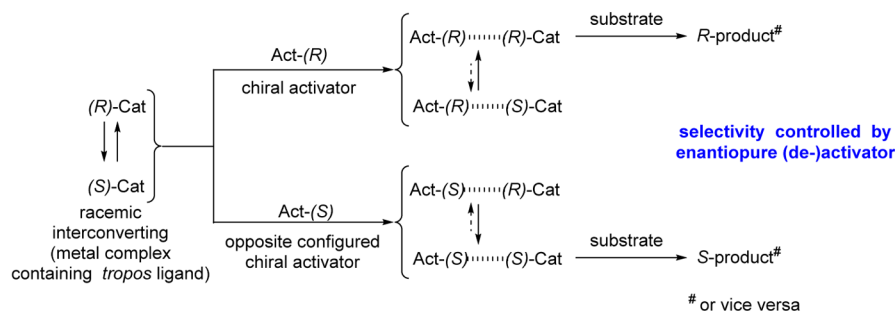 Act-(R)
chiral activator
(R)-Cat
(S)-Cat
racemic
interconverting
(metal complex
containing tropos ligand)
Act-(S)
opposite configured
chiral activator
Act-(R)······(R)-Cat
Act-(R)······(S)-Cat
substrate
R-product#
selectivity controlled by
enantiopure (de-)activator
Act-(S)······(R)-Cat
Act-(S)······(S)-Cat
substrate
S-product#
# or vice versa